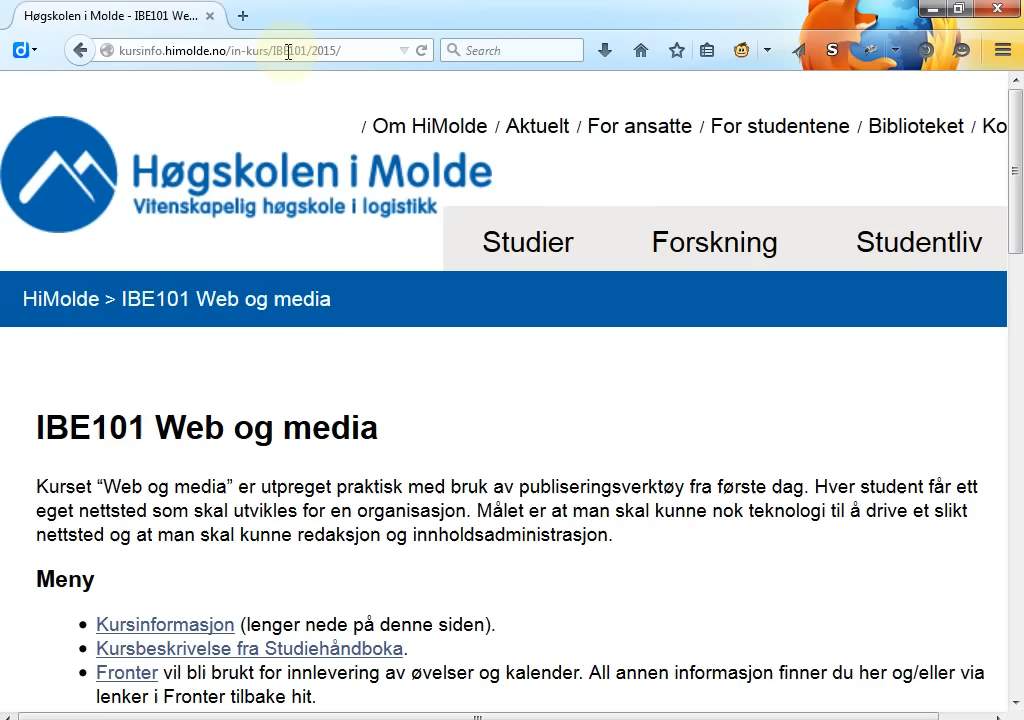 Høgskolen i Molde - IBE101 We...
kursinfo.himolde.no/in-kurs/IBE101/2015/
Search
/ Om HiMolde / Aktuelt / For ansatte / For studentene / Biblioteket / Ko
Høgskolen i Molde
Vitenskapelig høgskole i logistikk
Studier Forskning Studentliv
HiMolde > IBE101 Web og media
IBE101 Web og media
Kurset “Web og media” er utpreget praktisk med bruk av publiseringsverktøy fra første dag. Hver student får ett
eget nettsted som skal utvikles for en organisasjon. Målet er at man skal kunne nok teknologi til å drive et slikt
nettsted og at man skal kunne redaksjon og innholdsadministrasjon.
Meny
Kursinformasjon (lenger nede på denne siden).
Kursbeskrivelse fra Studiehåndboka.
Fronter vil bli brukt for innlevering av øvelser og kalender. All annen informasjon finner du her og/eller via
lenker i Fronter tilbake hit.